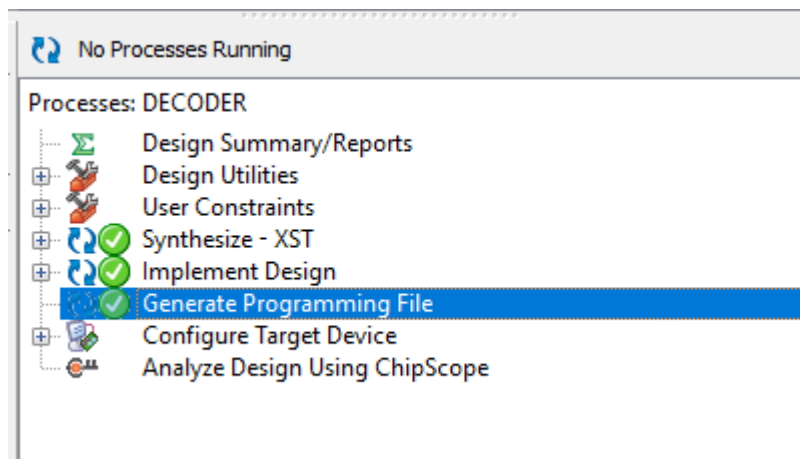 No Processes Running
Processes: DECODER
Design Summary/Reports
Design Utilities
User Constraints
Synthesize - XST
Implement Design
Generate Programming File
Configure Target Device
Analyze Design Using ChipScope